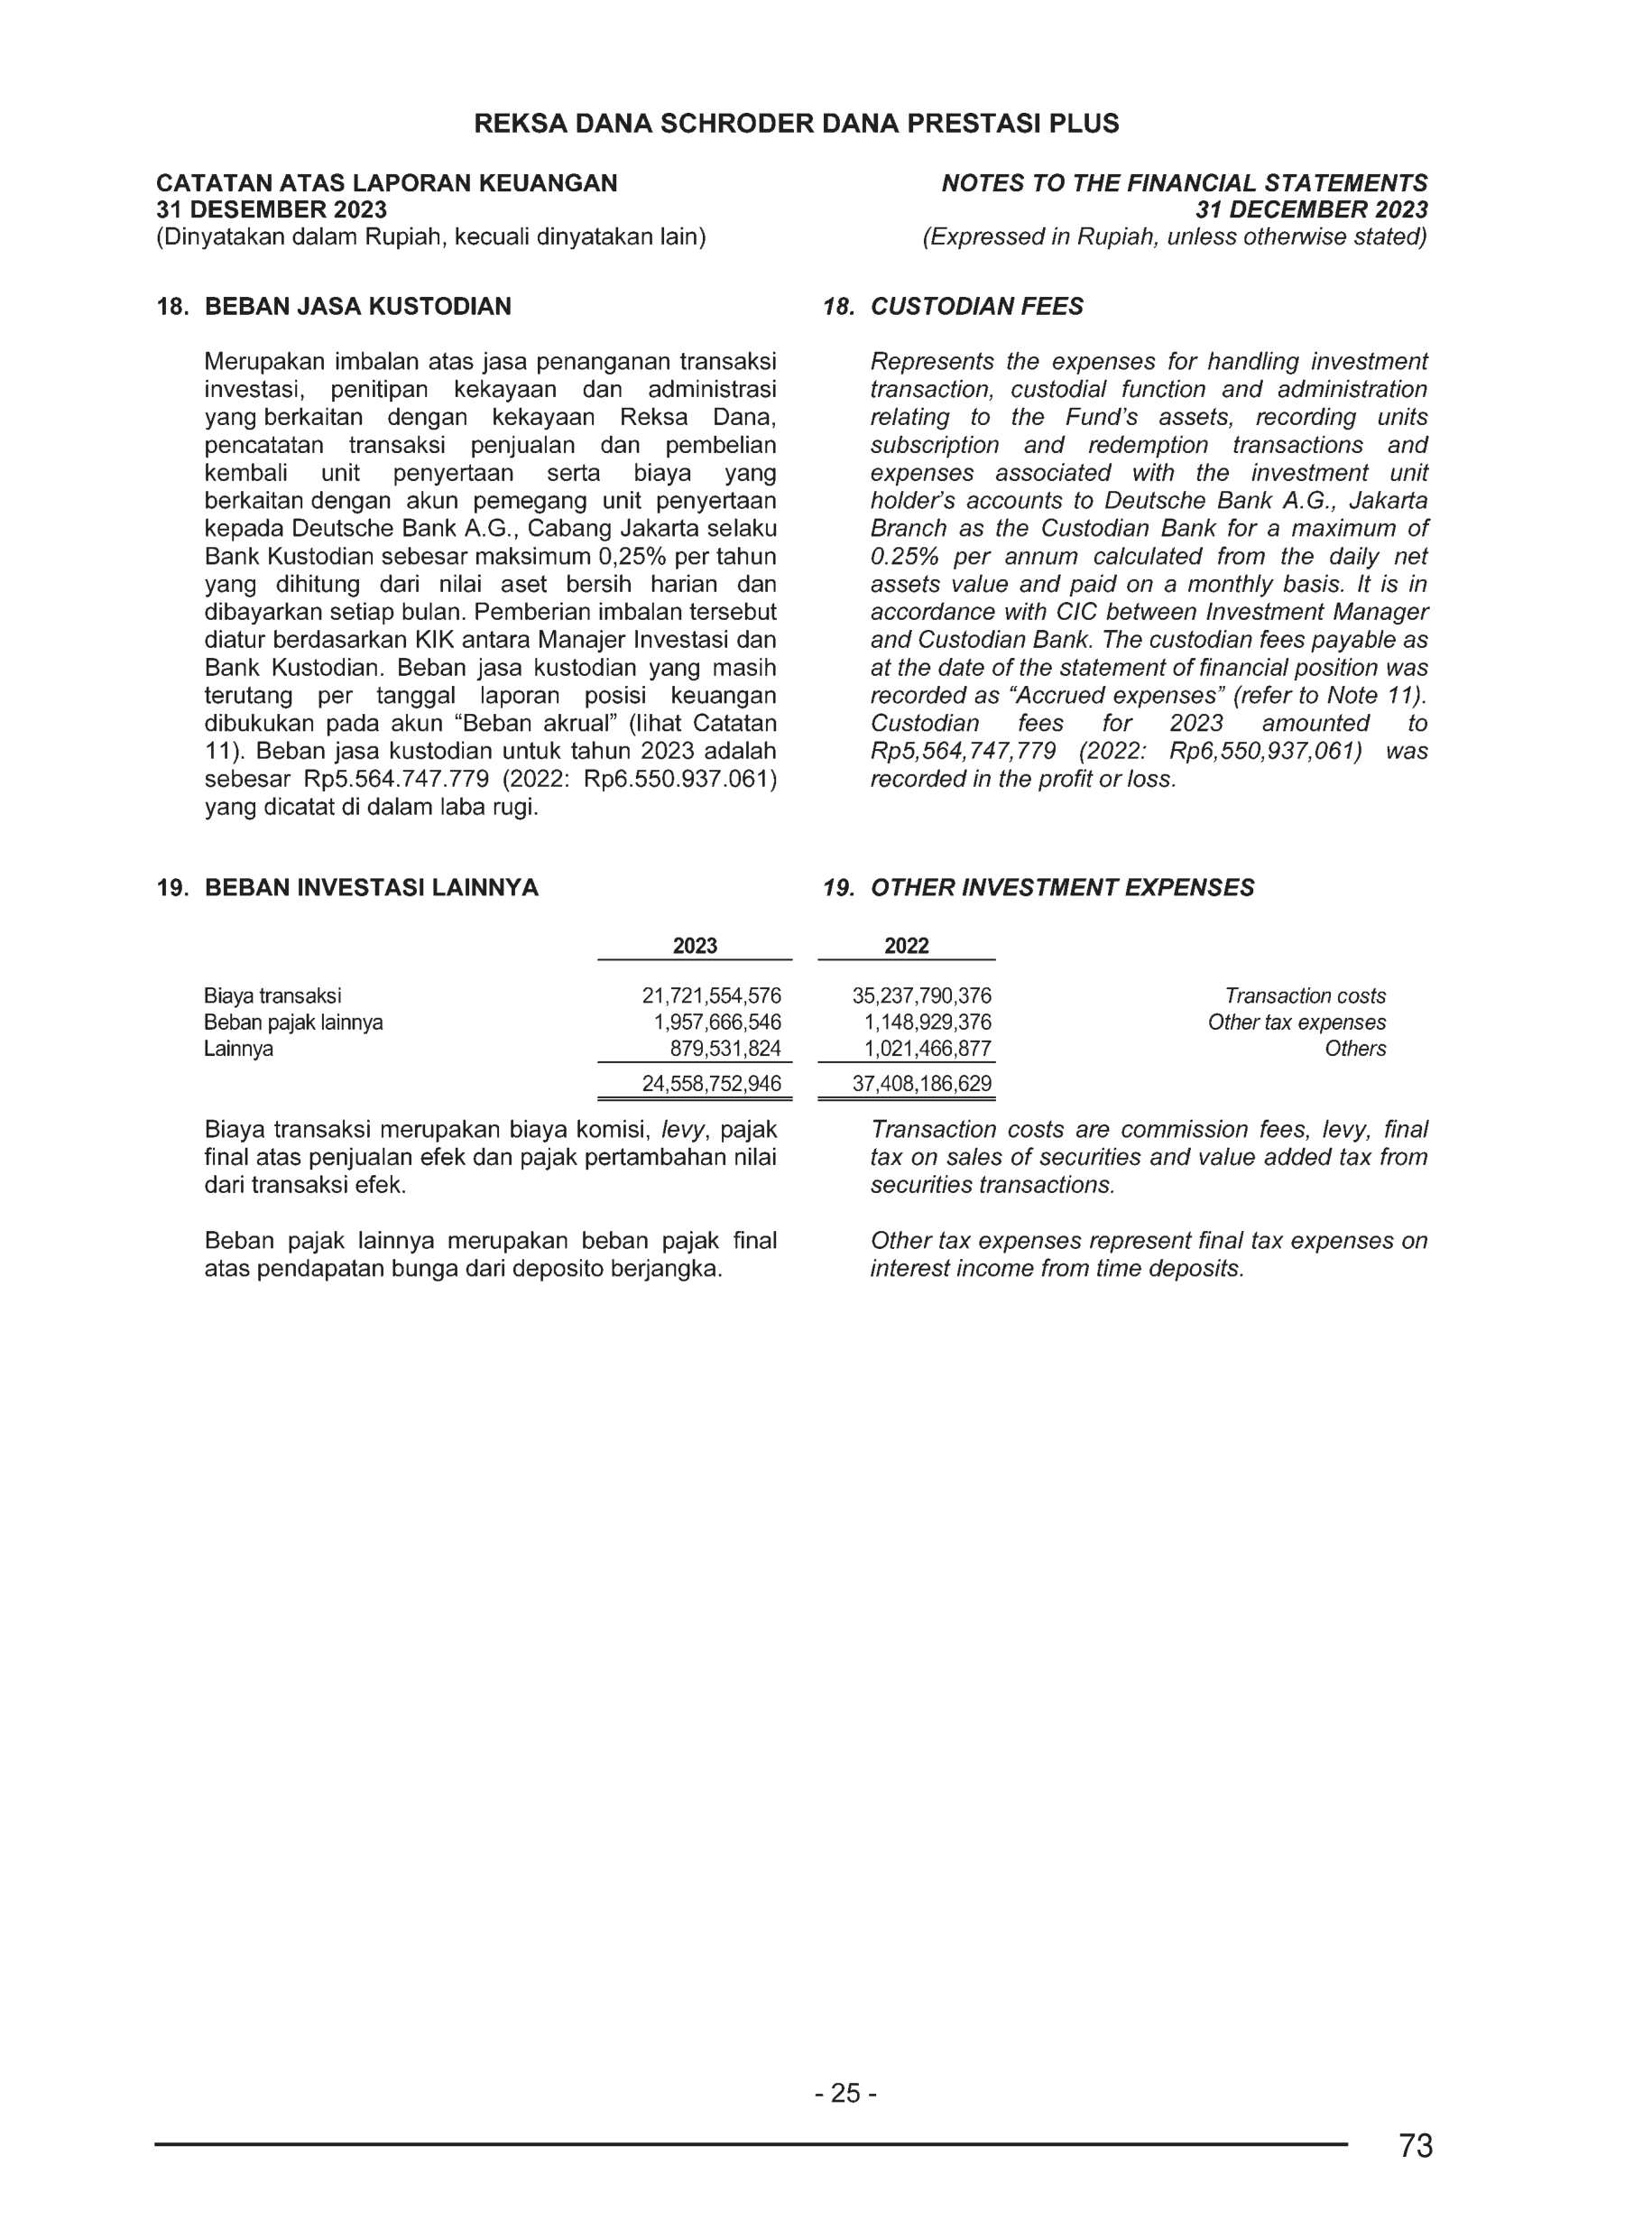 REKSA DANA SCHRODER DANA PRESTASI PLUS
CATATAN ATAS LAPORAN KEUANGAN
31 DESEMBER 2023
(Dinyatakan dalam Rupiah, kecuali dinyatakan lain)
NOTES TO THE FINANCIAL STATEMENTS
31 DECEMBER 2023
(Expressed in Rupiah, unless otherwise stated)
18. BEBAN JASA KUSTODIAN
Merupakan imbalan atas jasa penanganan transaksi
investasi, penitipan kekayaan dan administrasi
yang berkaitan dengan kekayaan Reksa Dana,
pencatatan transaksi penjualan dan pembelian
kembali unit penyertaan serta biaya yang
berkaitan dengan akun pemegang unit penyertaan
kepada Deutsche Bank A.G., Cabang Jakarta selaku
Bank Kustodian sebesar maksimum 0,25% per tahun
yang dihitung dari nilai aset bersih harian dan
dibayarkan setiap bulan. Pemberian imbalan tersebut
diatur berdasarkan KIK antara Manajer Investasi dan
Bank Kustodian. Beban jasa kustodian yang masih
terutang per tanggal laporan posisi keuangan
dibukukan pada akun “Beban akrual” (lihat Catatan
11). Beban jasa kustodian untuk tahun 2023 adalah
sebesar Rp5.564.747.779 (2022: Rp6.550.937.061)
yang dicatat di dalam laba rugi.
18. CUSTODIAN FEES
Represents the expenses for handling investment
transaction, custodial function and administration
relating to the Fund’s assets, recording units
subscription and redemption transactions and
expenses associated with the investment unit
holder’s accounts to Deutsche Bank A.G., Jakarta
Branch as the Custodian Bank for a maximum of
0.25% per annum calculated from the daily net
assets value and paid on a monthly basis. It is in
accordance with CIC between Investment Manager
and Custodian Bank. The custodian fees payable as
at the date of the statement of financial position was
recorded as “Accrued expenses” (refer to Note 11).
Custodian fees for 2023 amounted to
Rp5,564,747,779 (2022: Rp6,550,937,061) was
recorded in the profit or loss.
19. BEBAN INVESTASI LAINNYA
19. OTHER INVESTMENT EXPENSES
2023 2022
Biaya transaksi 21,721,554,576 35,237,790,376 Transaction costs
Beban pajak lainnya 1,957,666,546 1,148,929,376 Other tax expenses
Lainnya 879,531,824 1,021,466,877 Others
24,558,752,946 37,408,186,629
Biaya transaksi merupakan biaya komisi, levy, pajak
final atas penjualan efek dan pajak pertambahan nilai
dari transaksi efek.
Beban pajak lainnya merupakan beban pajak final
atas pendapatan bunga dari deposito berjangka.
Transaction costs are commission fees, levy, final
tax on sales of securities and value added tax from
securities transactions.
Other tax expenses represent final tax expenses on
interest income from time deposits.
- 25 -
73